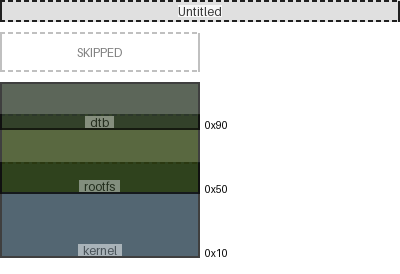 Untitled
SKIPPED
dtb
0x90
rootfs
0x50
kernel
0x10